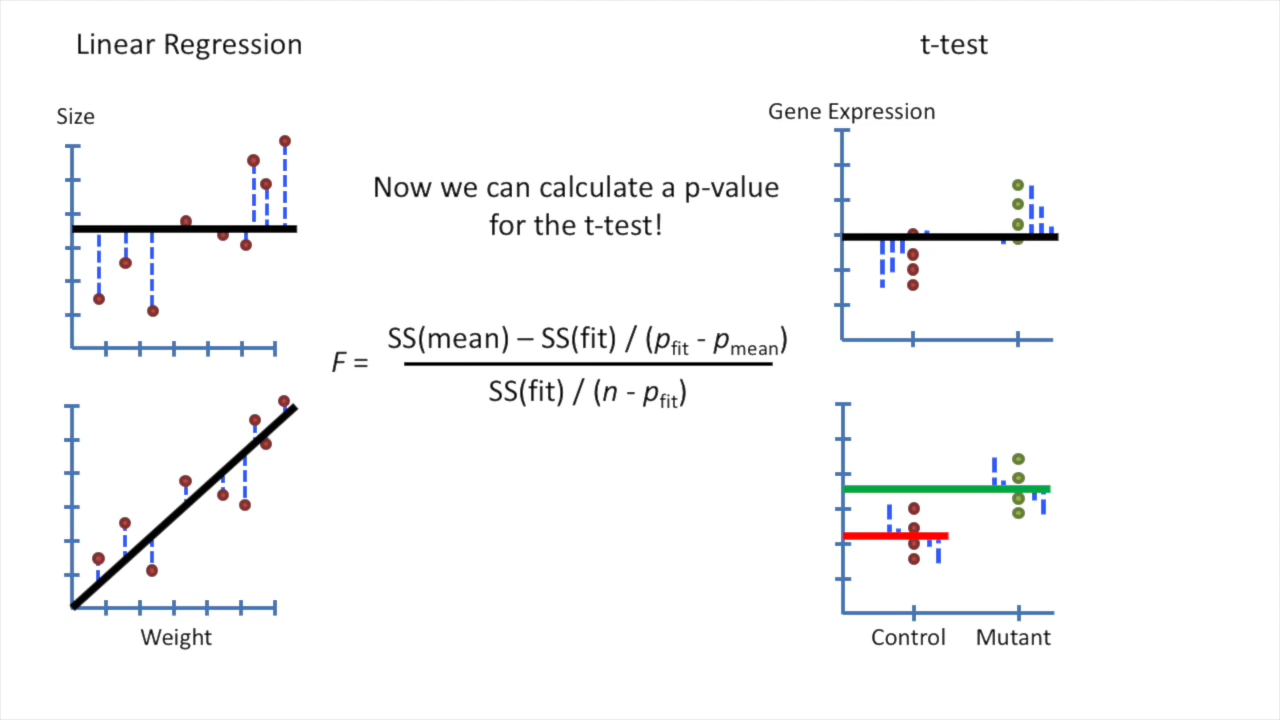 Linear Regression
t-test
Size
Gene Expression
Now we can calculate a p-value
for the t-test!
F =
SS(mean) – SS(fit) / (pfit - pmean)
SS(fit) / (n - pfit)
Weight
Control
Mutant